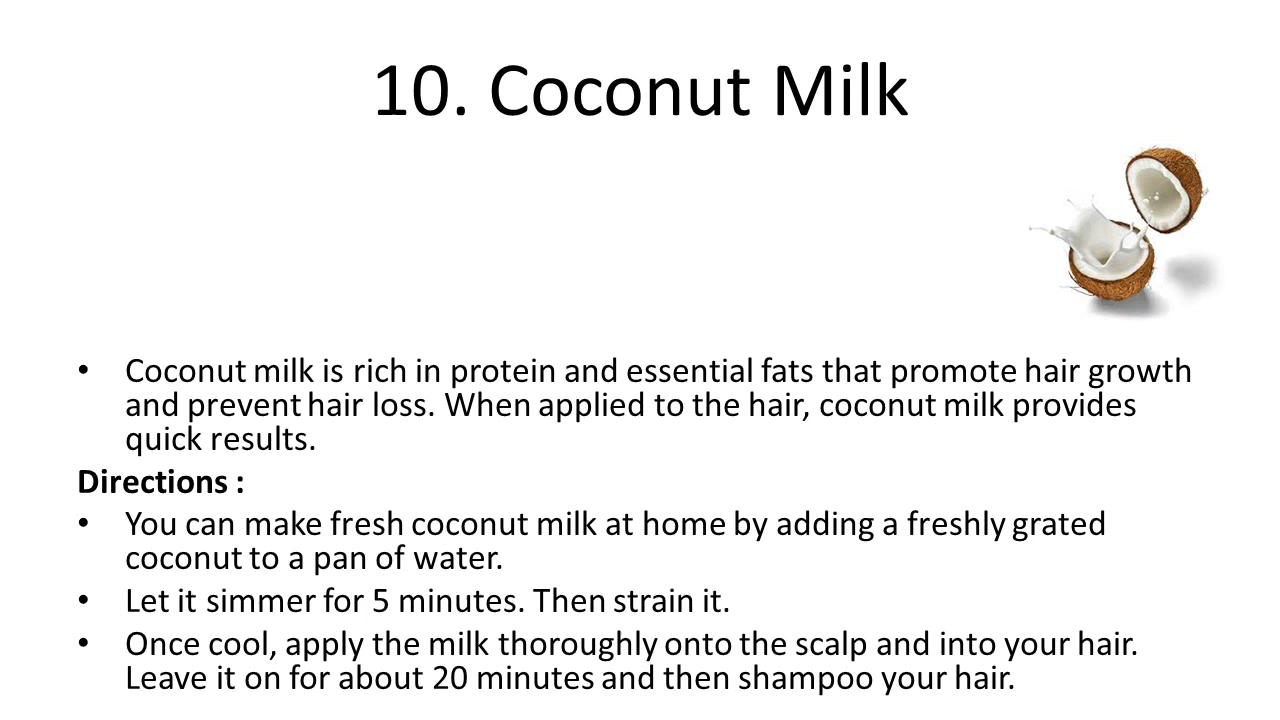 10. Coconut Milk
• Coconut milk is rich in protein and essential fats that promote hair growth
and prevent hair loss. When applied to the hair, coconut milk provides
quick results.
Directions :
• You can make fresh coconut milk at home by adding a freshly grated
coconut to a pan of water.
• Let it simmer for 5 minutes. Then strain it.
• Once cool, apply the milk thoroughly onto the scalp and into your hair.
Leave it on for about 20 minutes and then shampoo your hair.